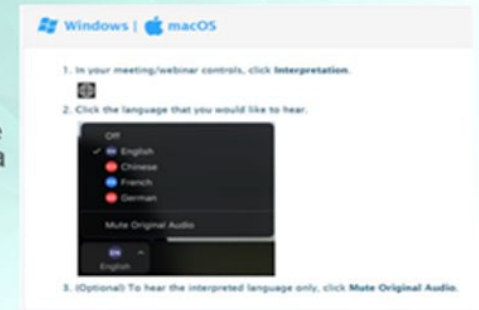 Windows | macOS
1. In your meeting/webinar controls, click Interpretation.
2. Click the language that you would like to hear.
Off
English
Chinese
French
German
Mute Original Audio
EN
English
3. (Optional) To hear the interpreted language only, click Mute Original Audio.